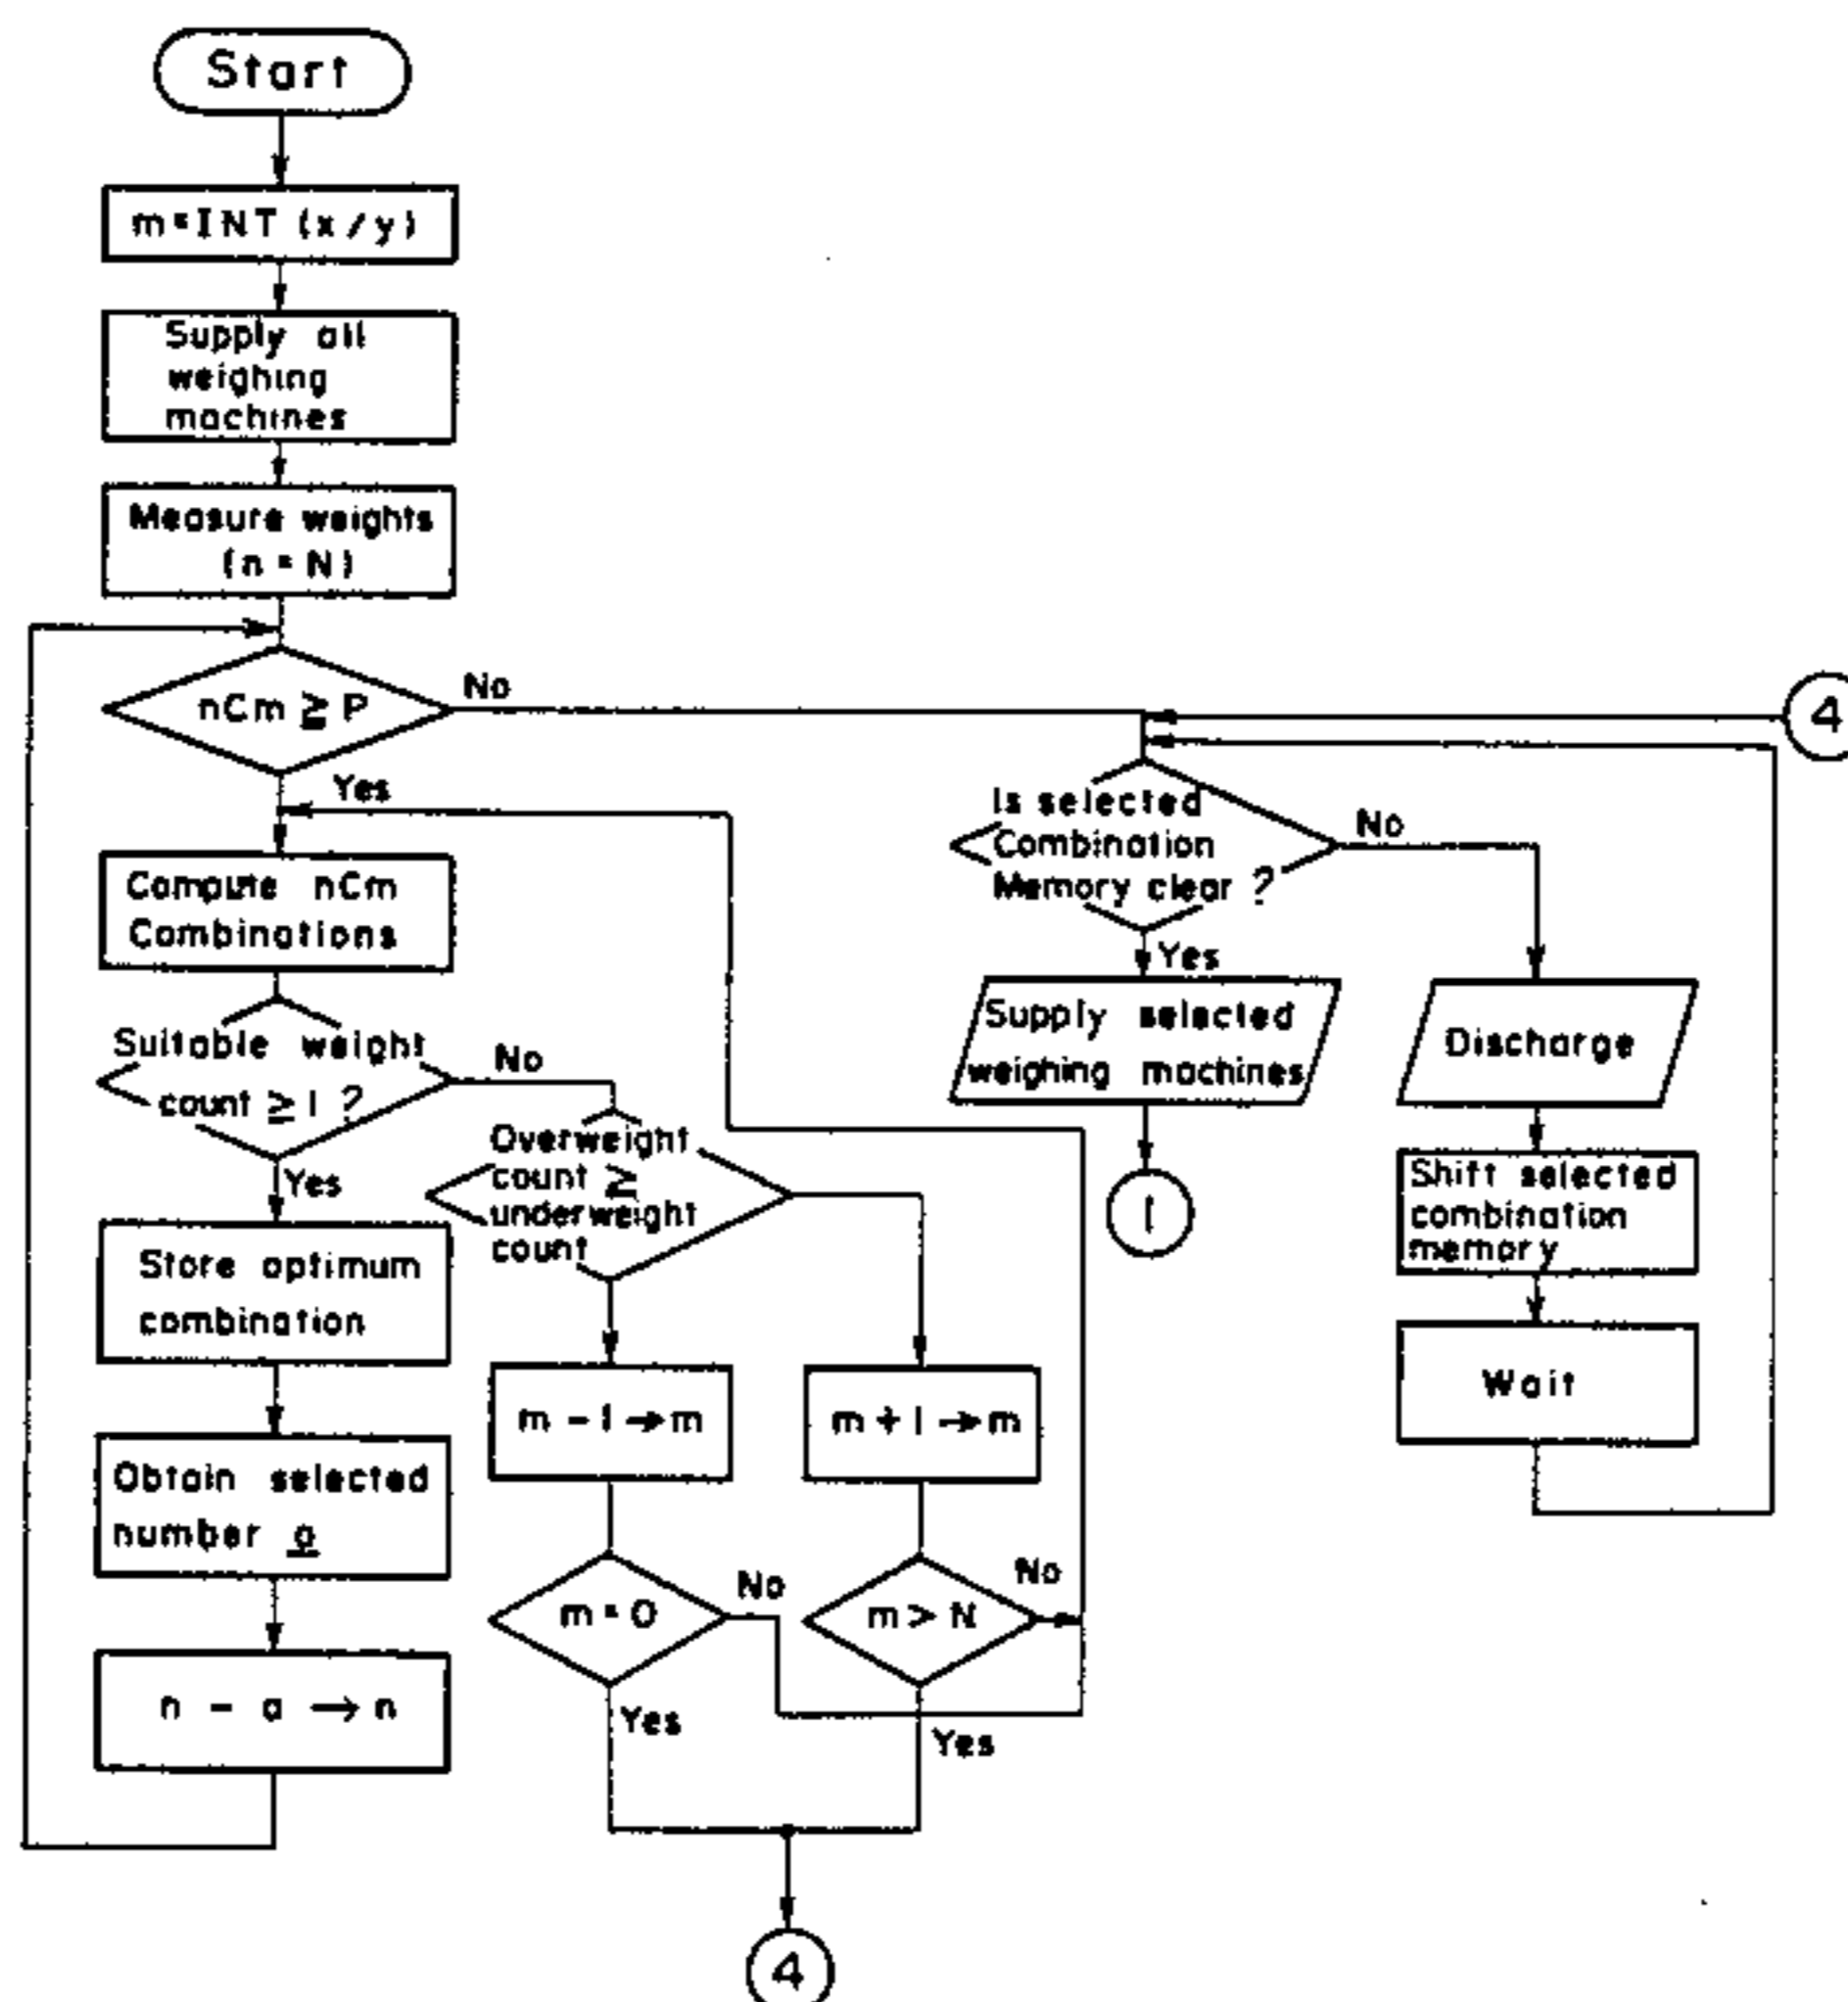 Start
m=INT (x/y)
Supply all
weighing
machines
Measure weights
(n=N)
nCm ≧ P
No
Yes
Compute nCm
Combinations
Suitable weight
count ≥ 1 ?
No
Yes
Store optimum
combination
Obtain selected
number a
n - a → n
Overweight
count ≥
underweight
count
m - 1 → m
m + 1 → m
m = 0
No
Yes
m > N
No
Yes
4
4
Is selected
Combination
Memory clear ?
No
Yes
Supply selected
weighing machines
1
Discharge
Shift selected
combination
memory
Wait